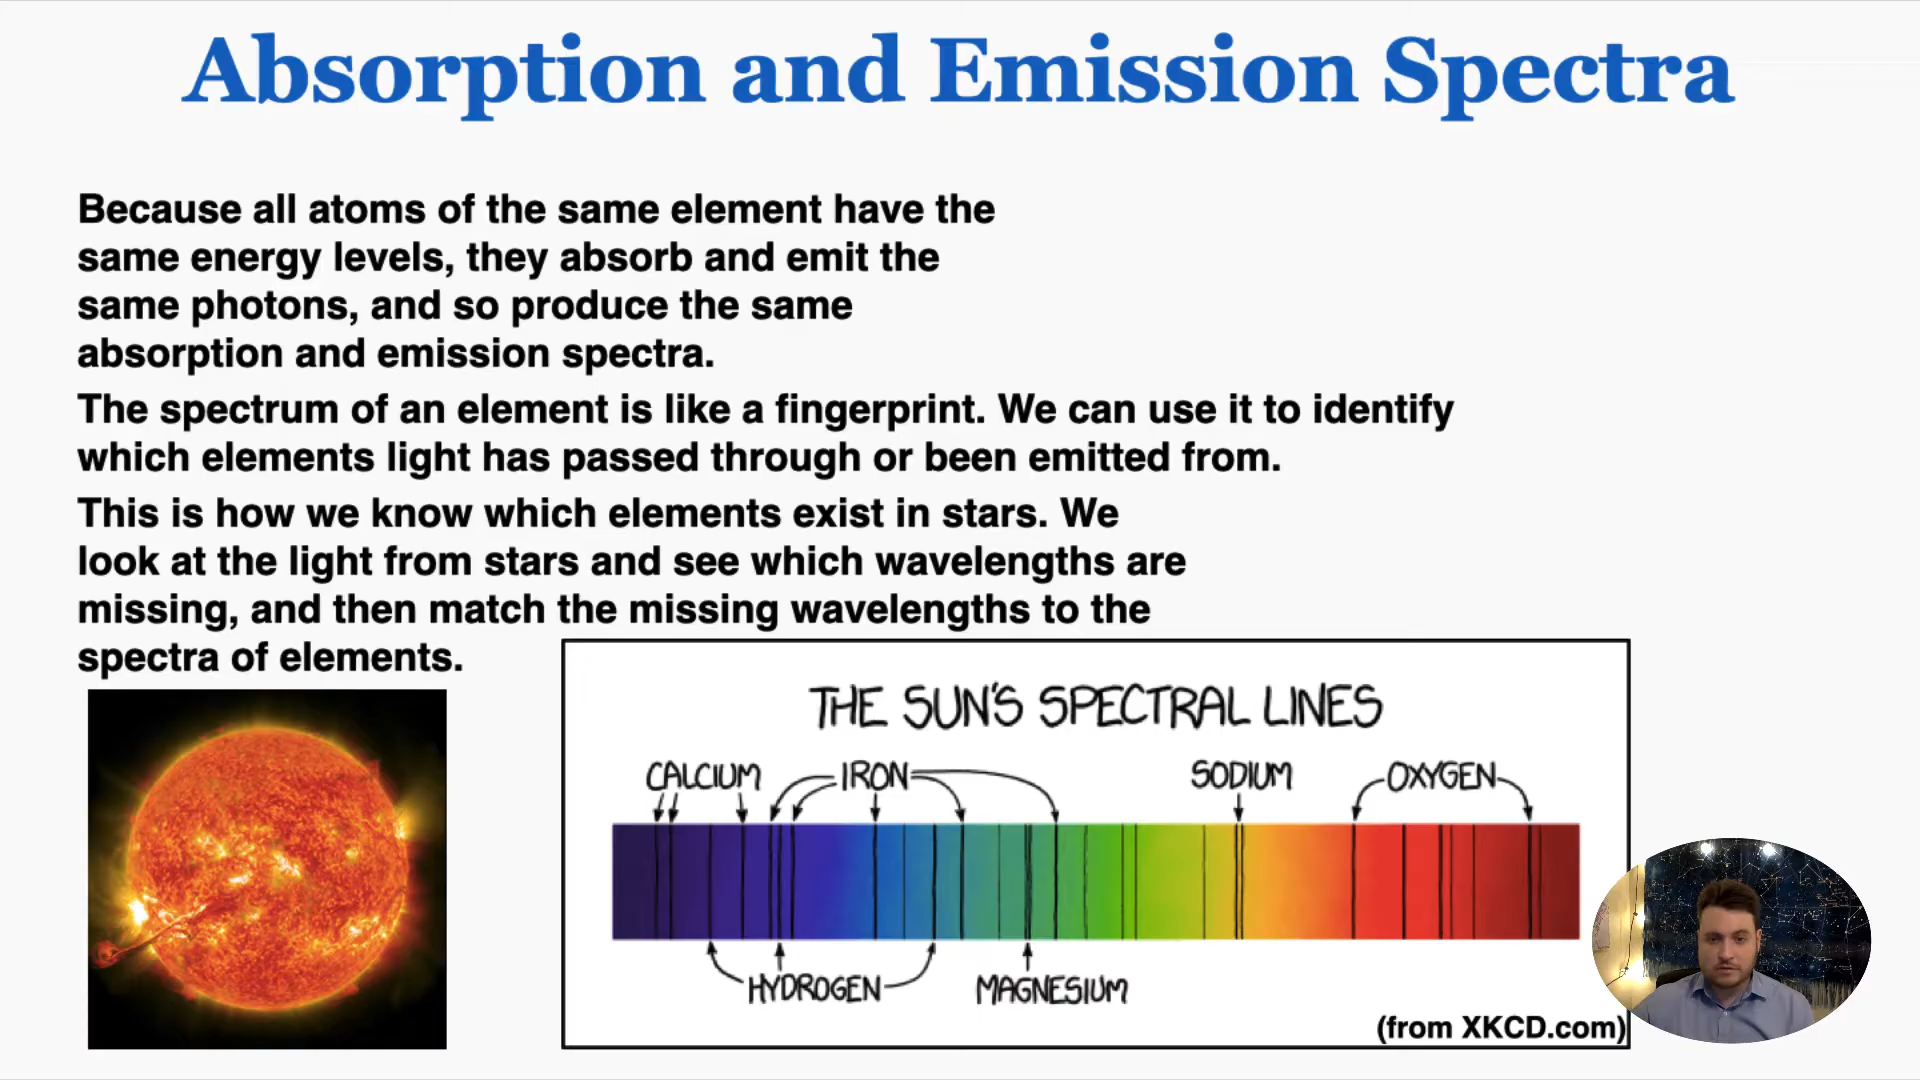 Absorption and Emission Spectra
Because all atoms of the same element have the
same energy levels, they absorb and emit the
same photons, and so produce the same
absorption and emission spectra.
The spectrum of an element is like a fingerprint. We can use it to identify
which elements light has passed through or been emitted from.
This is how we know which elements exist in stars. We
look at the light from stars and see which wavelengths are
missing, and then match the missing wavelengths to the
spectra of elements.
THE SUN'S SPECTRAL LINES
CALCIUM IRON SODIUM OXYGEN
HYDROGEN MAGNESIUM
(from XKCD.com)